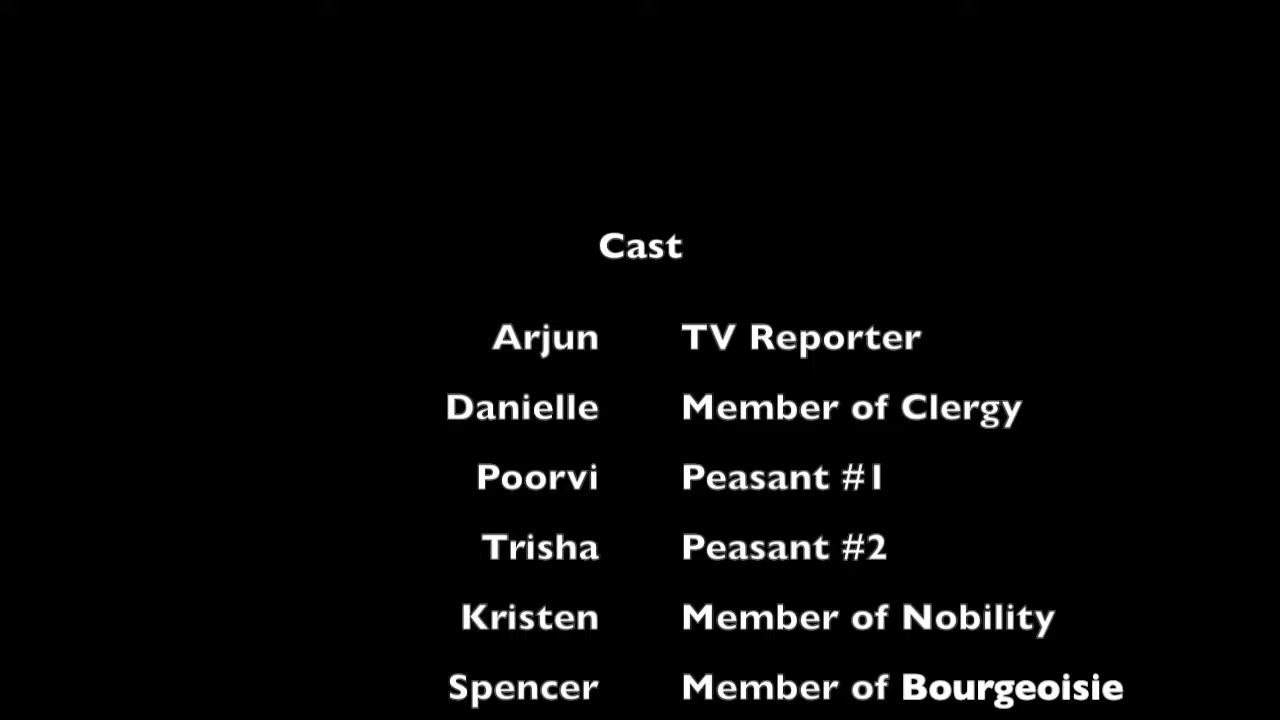 Cast
Arjun TV Reporter
Danielle Member of Clergy
Poorvi Peasant #1
Trisha Peasant #2
Kristen Member of Nobility
Spencer Member of Bourgeoisie